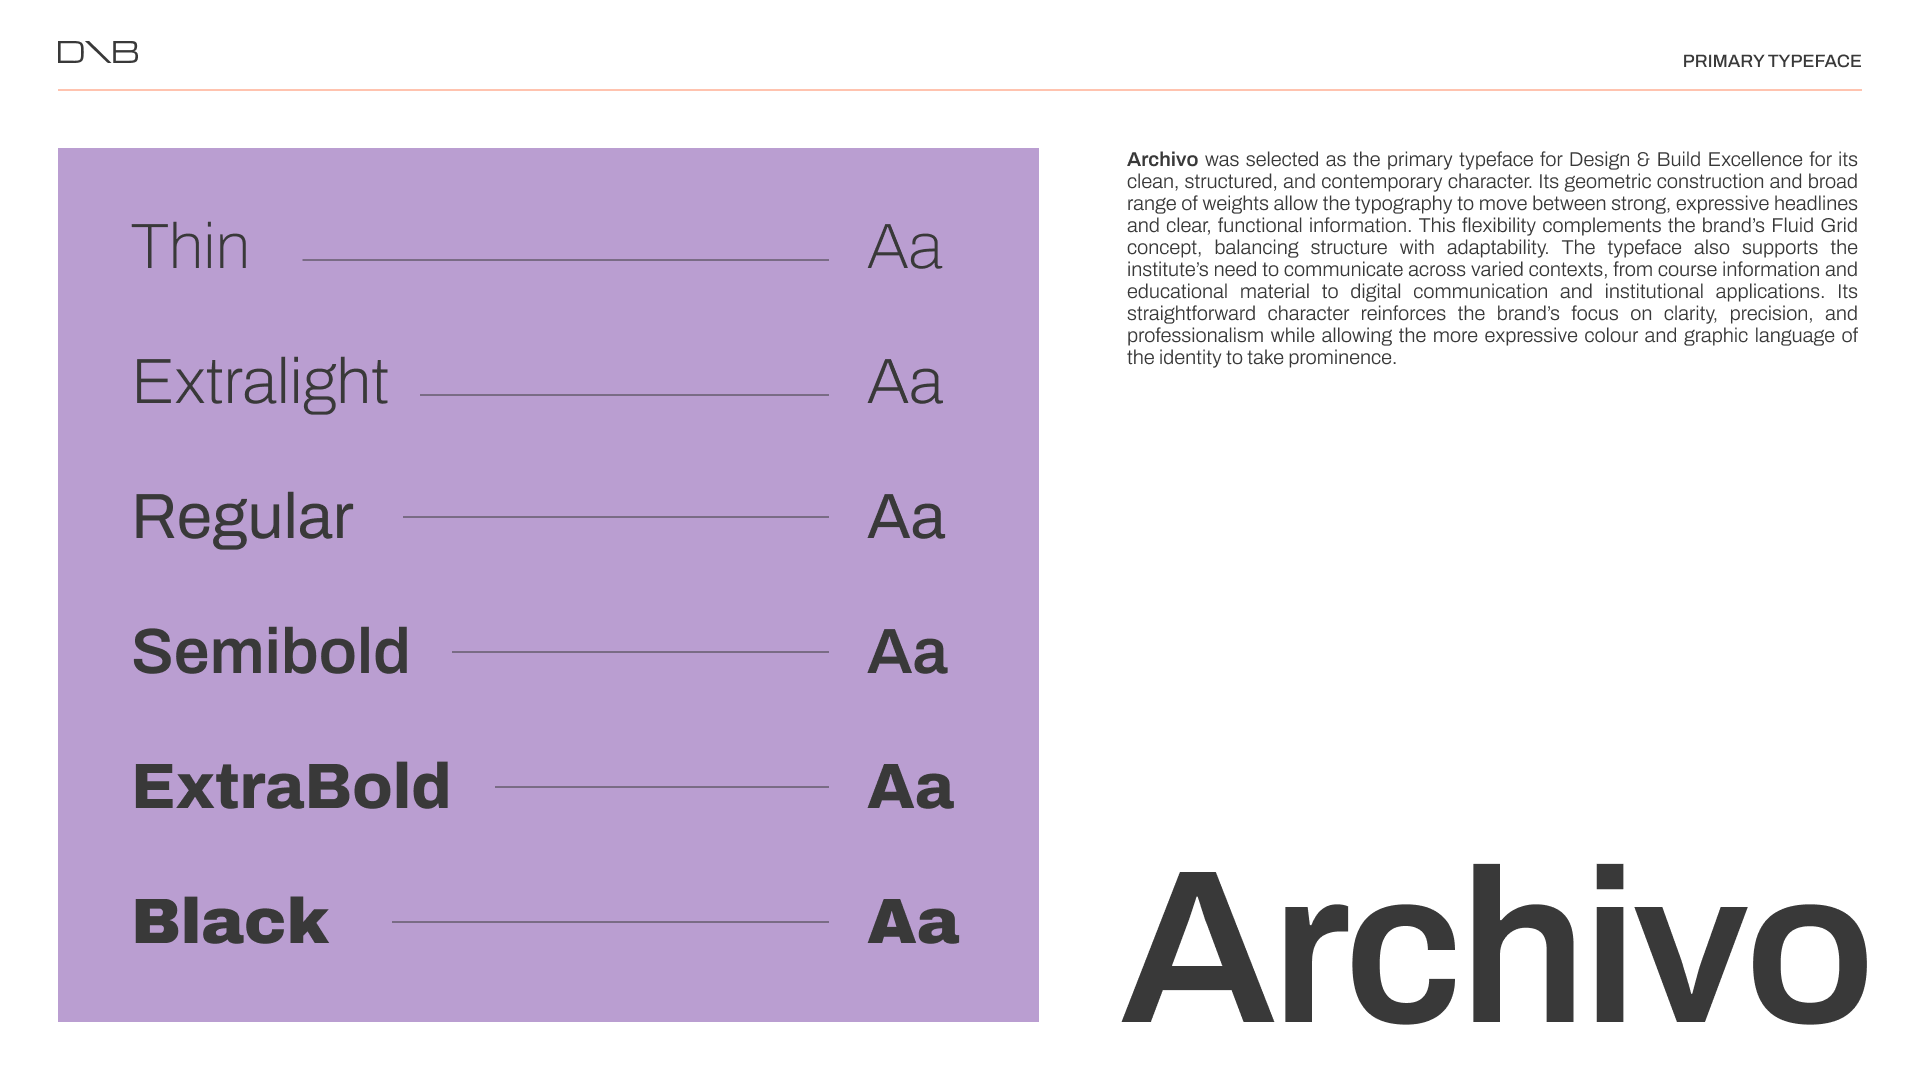 D\B
PRIMARY TYPEFACE
Thin Aa
Extralight Aa
Regular Aa
Semibold Aa
ExtraBold Aa
Black Aa
Archivo was selected as the primary typeface for Design & Build Excellence for its
clean, structured, and contemporary character. Its geometric construction and broad
range of weights allow the typography to move between strong, expressive headlines
and clear, functional information. This flexibility complements the brand’s Fluid Grid
concept, balancing structure with adaptability. The typeface also supports the
institute’s need to communicate across varied contexts, from course information and
educational material to digital communication and institutional applications. Its
straightforward character reinforces the brand’s focus on clarity, precision, and
professionalism while allowing the more expressive colour and graphic language of
the identity to take prominence.
Archivo